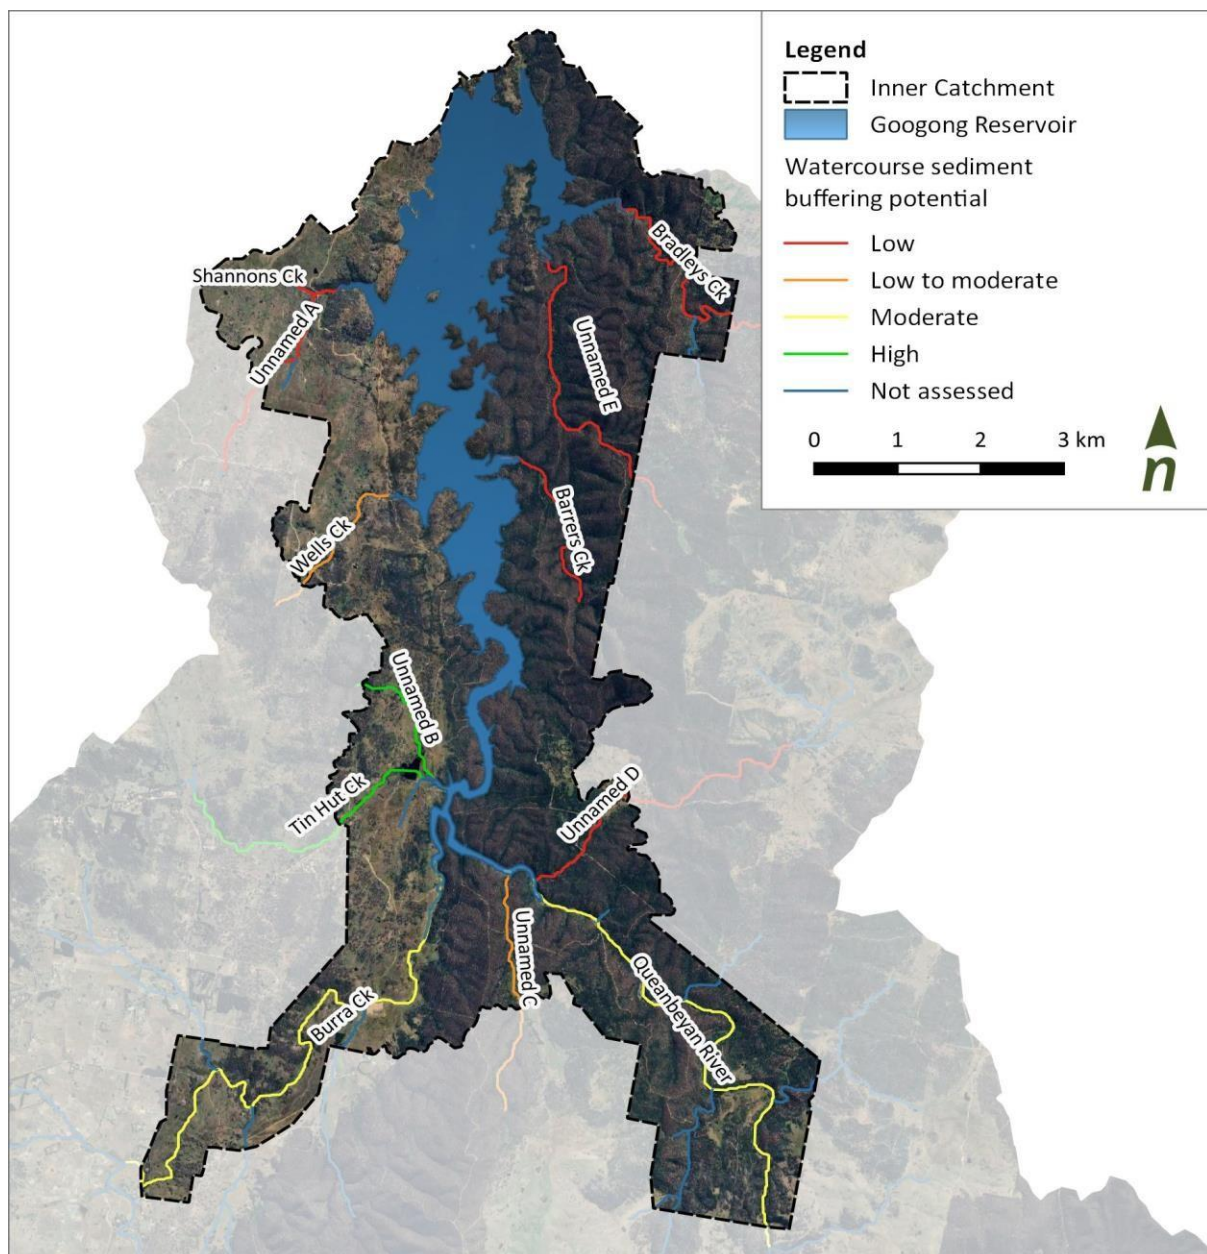 Legend
Inner Catchment
Googong Reservoir
Watercourse sediment
buffering potential
Low
Low to moderate
Moderate
High
Not assessed
0 1 2 3 km
n
Shannons Ck
Unnamed A
Bradleys Ck
Unnamed E
Wells Ck
Barrers Ck
Unnamed B
Tin Hut Ck
Unnamed D
Unnamed C
Queanbeyan River
Burra Ck